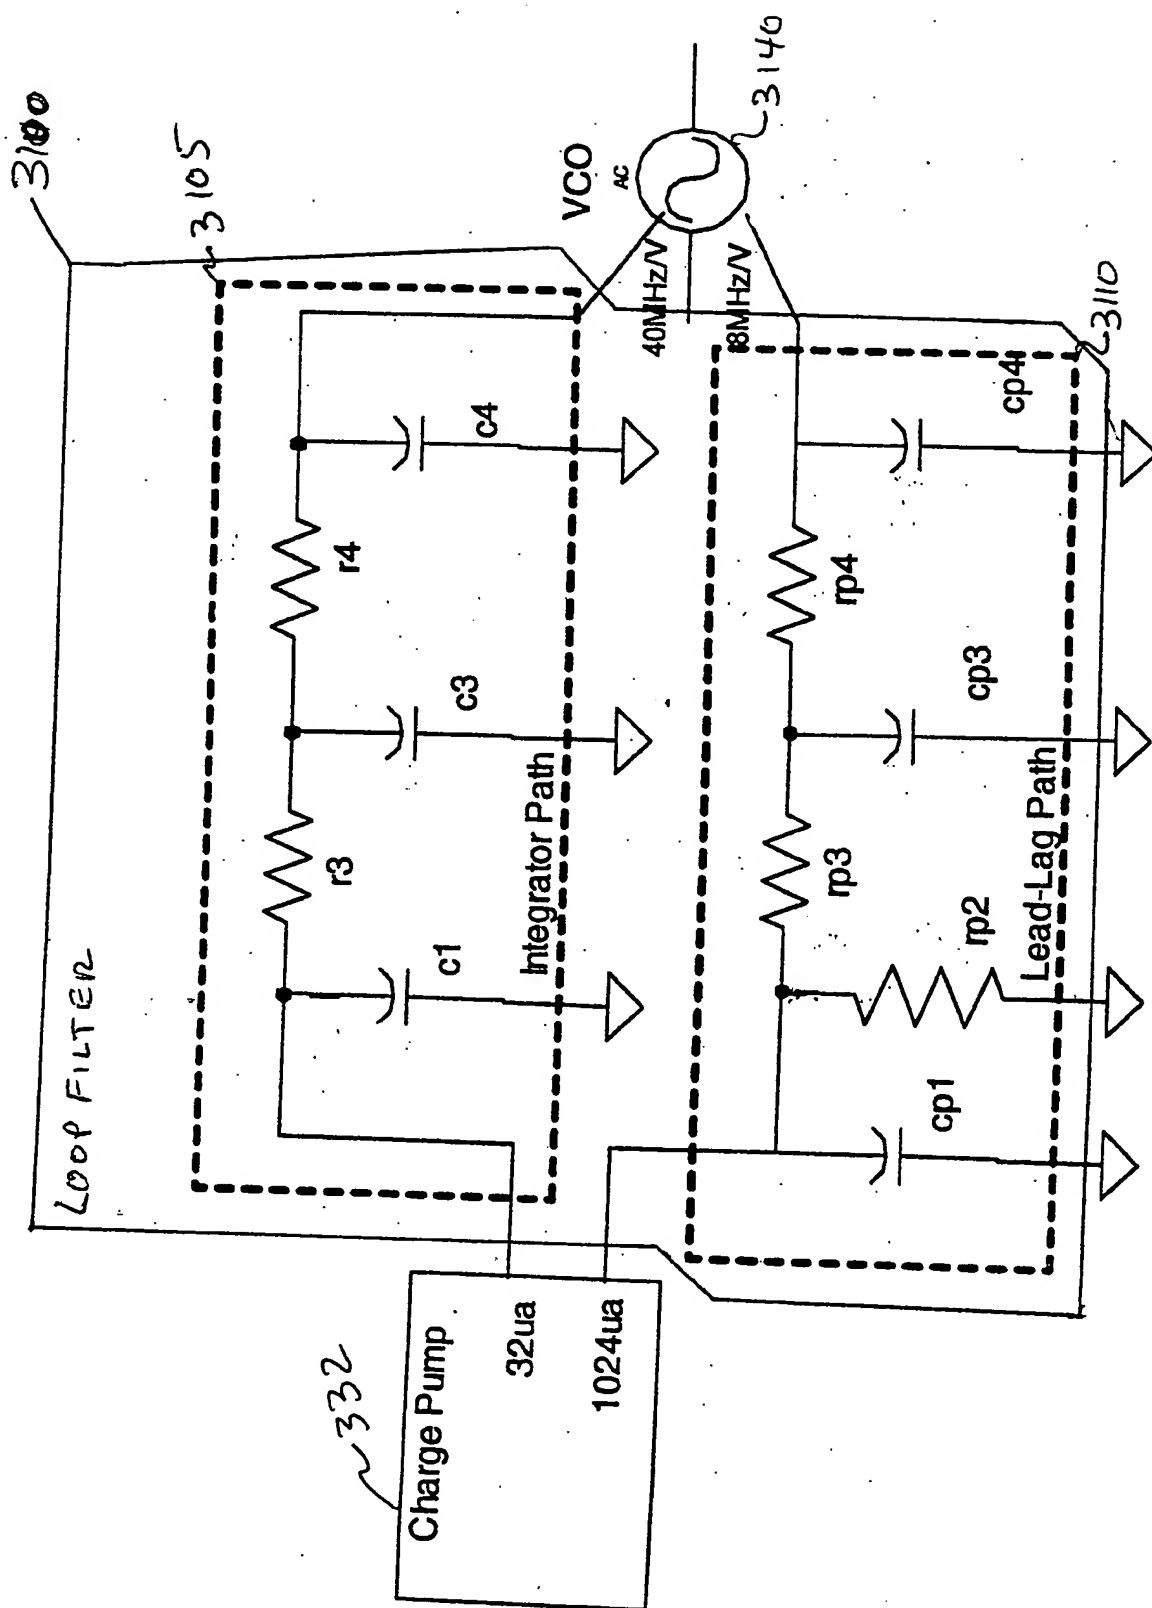 3100
3105
LOOP FILTER
VCO
AC
3140
r3
r4
c1
c3
c4
Integrator Path
40MHz/V
8MHz/V
332
Charge Pump
32ua
1024ua
rp3
rp4
cp1
rp2
cp3
cp4
Lead-Lag Path
3110